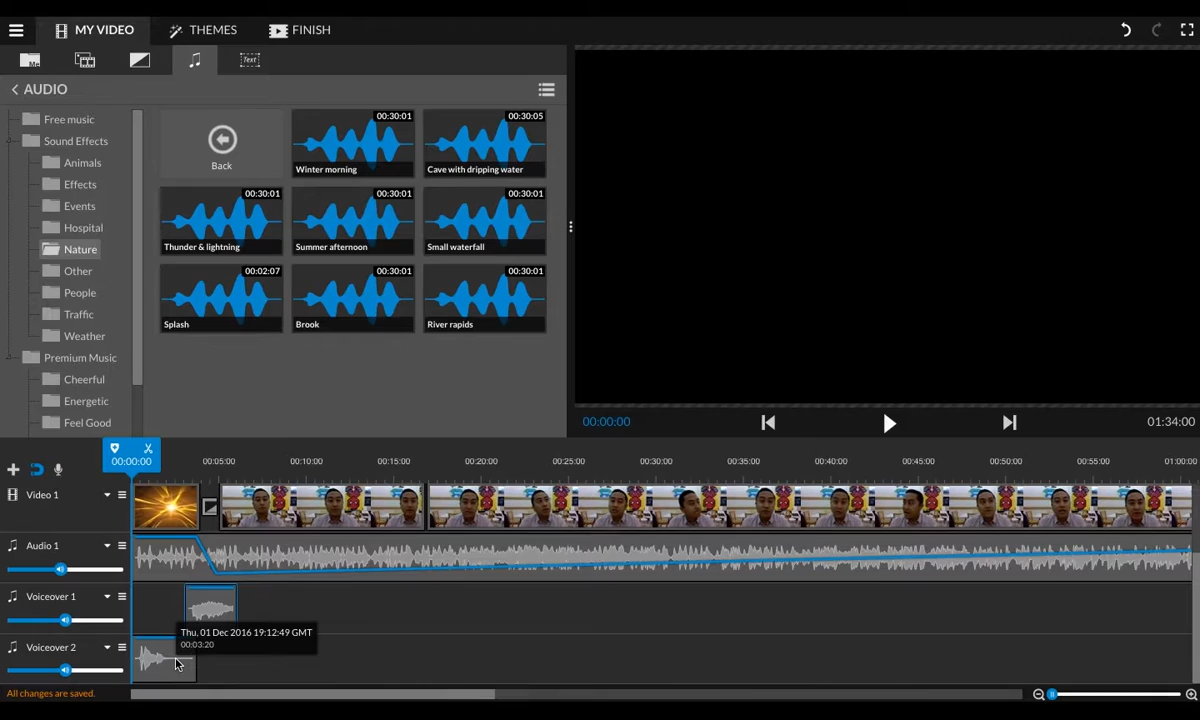 MY VIDEO THEMES FINISH
Me Text
AUDIO
Free music
Sound Effects
Animals
Effects
Events
Hospital
Nature
Other
People
Traffic
Weather
Premium Music
Cheerful
Energetic
Feel Good
Back
00:30:01
Winter morning
00:30:05
Cave with dripping water
00:30:01
Thunder & lightning
00:30:01
Summer afternoon
00:30:01
Small waterfall
00:02:07
Splash
00:30:01
Brook
00:30:01
River rapids
00:00:00 01:34:00
00:00:00 00:05:00 00:10:00 00:15:00 00:20:00 00:25:00 00:30:00 00:35:00 00:40:00 00:45:00 00:50:00 00:55:00 01:00:00
Video 1
Audio 1
Voiceover 1
Thu, 01 Dec 2016 19:12:49 GMT
00:03:20
Voiceover 2
All changes are saved.